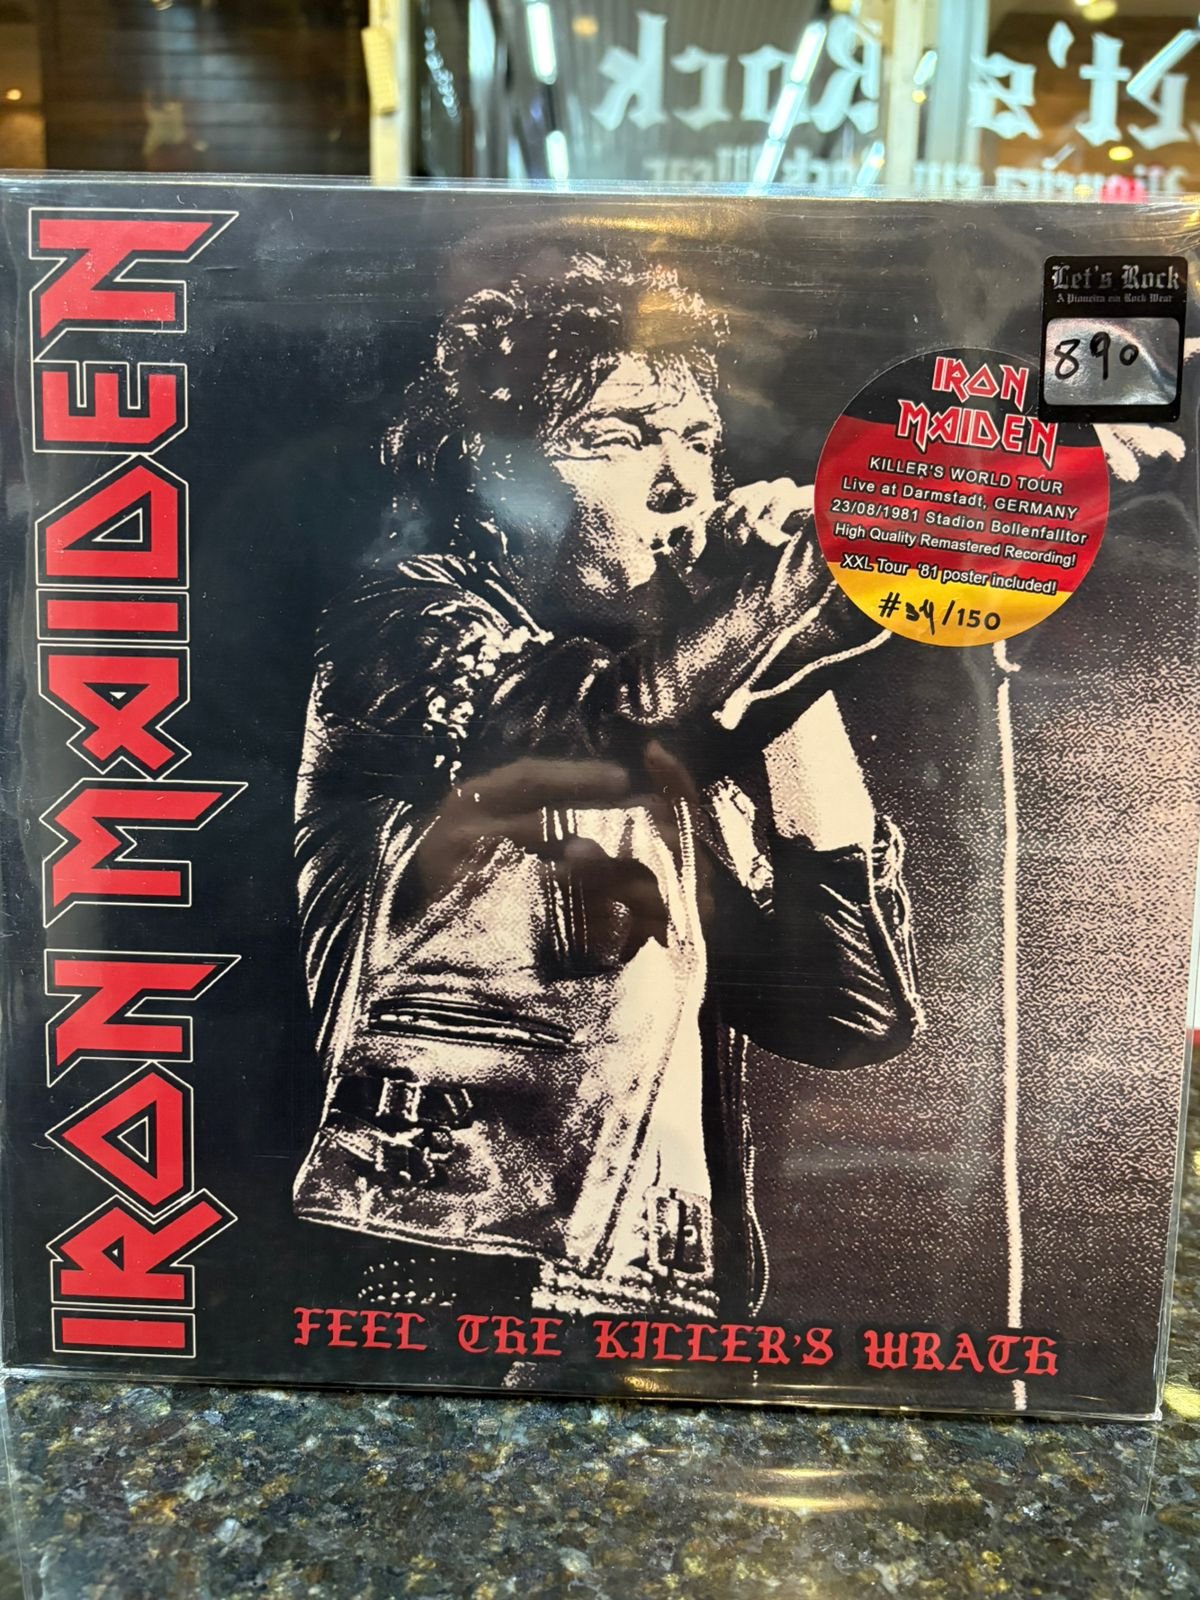 Let's Rock
IRON MAIDEN
Let's Rock
A Pioneira em Rock Wear
890
IRON
MAIDEN
KILLER'S WORLD TOUR
Live at Darmstadt, GERMANY
23/08/1981 Stadion Bollenfalltor
High Quality Remastered Recording!
XXL Tour '81 poster included!
#34/150
FEEL THE KILLER'S WRATH